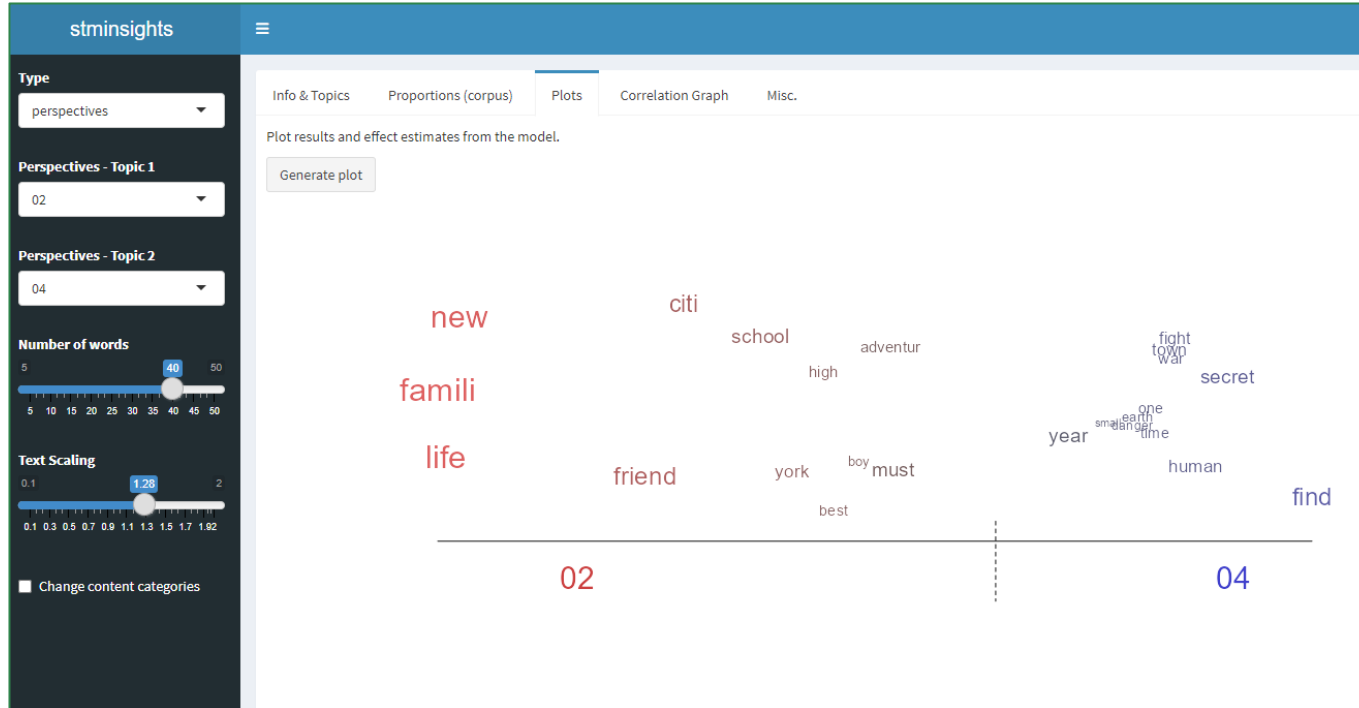 stminsights
Type
perspectives
Perspectives - Topic 1
02
Perspectives - Topic 2
04
Number of words
5 40 50
5 10 15 20 25 30 35 40 45 50
Text Scaling
0.1 1.28 2
0.1 0.3 0.5 0.7 0.9 1.1 1.3 1.5 1.7 1.92
Change content categories
Info & Topics Proportions (corpus) Plots Correlation Graph Misc.
Plot results and effect estimates from the model.
Generate plot
citi
new
school
adventur
fight
town
war
high
secret
famili
one
earth
small
danger
year
time
life
boy
must
human
friend
york
find
best
02 04